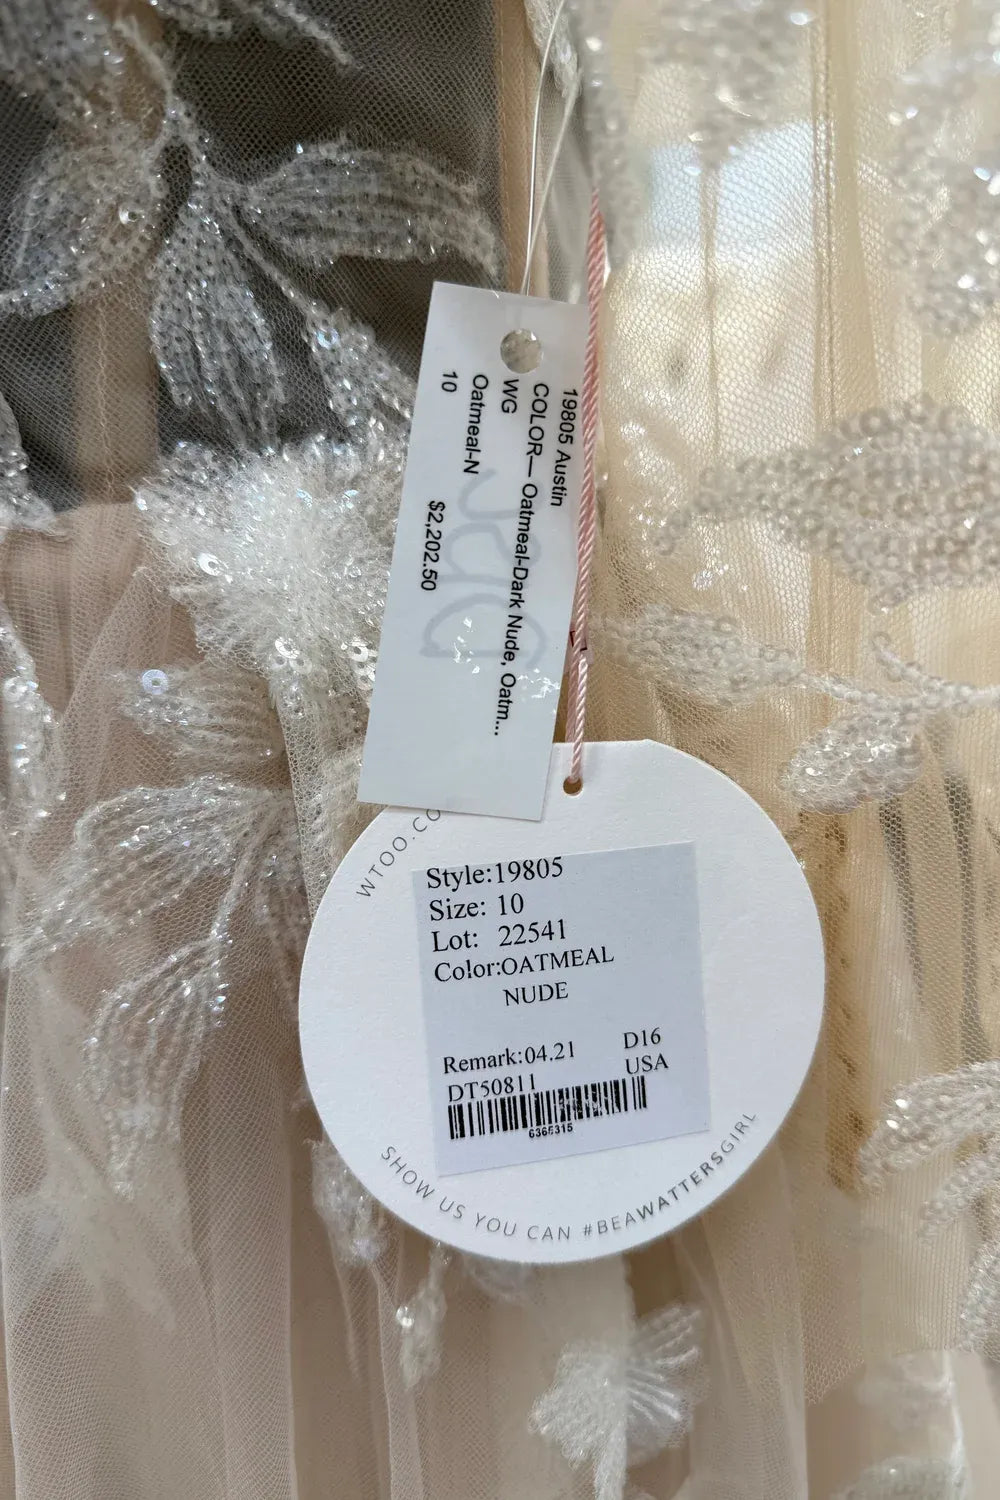 19805 Austin
COLOR— Oatmeal-Dark Nude, Oatm...
WG
Oatmeal-N
10
$2,202.50
WTOO.CO
Style:19805
Size: 10
Lot: 22541
Color:OATMEAL
NUDE
Remark:04.21 D16
DT50811 USA
6365315
SHOW US YOU CAN #BEAWATTERSGIRL